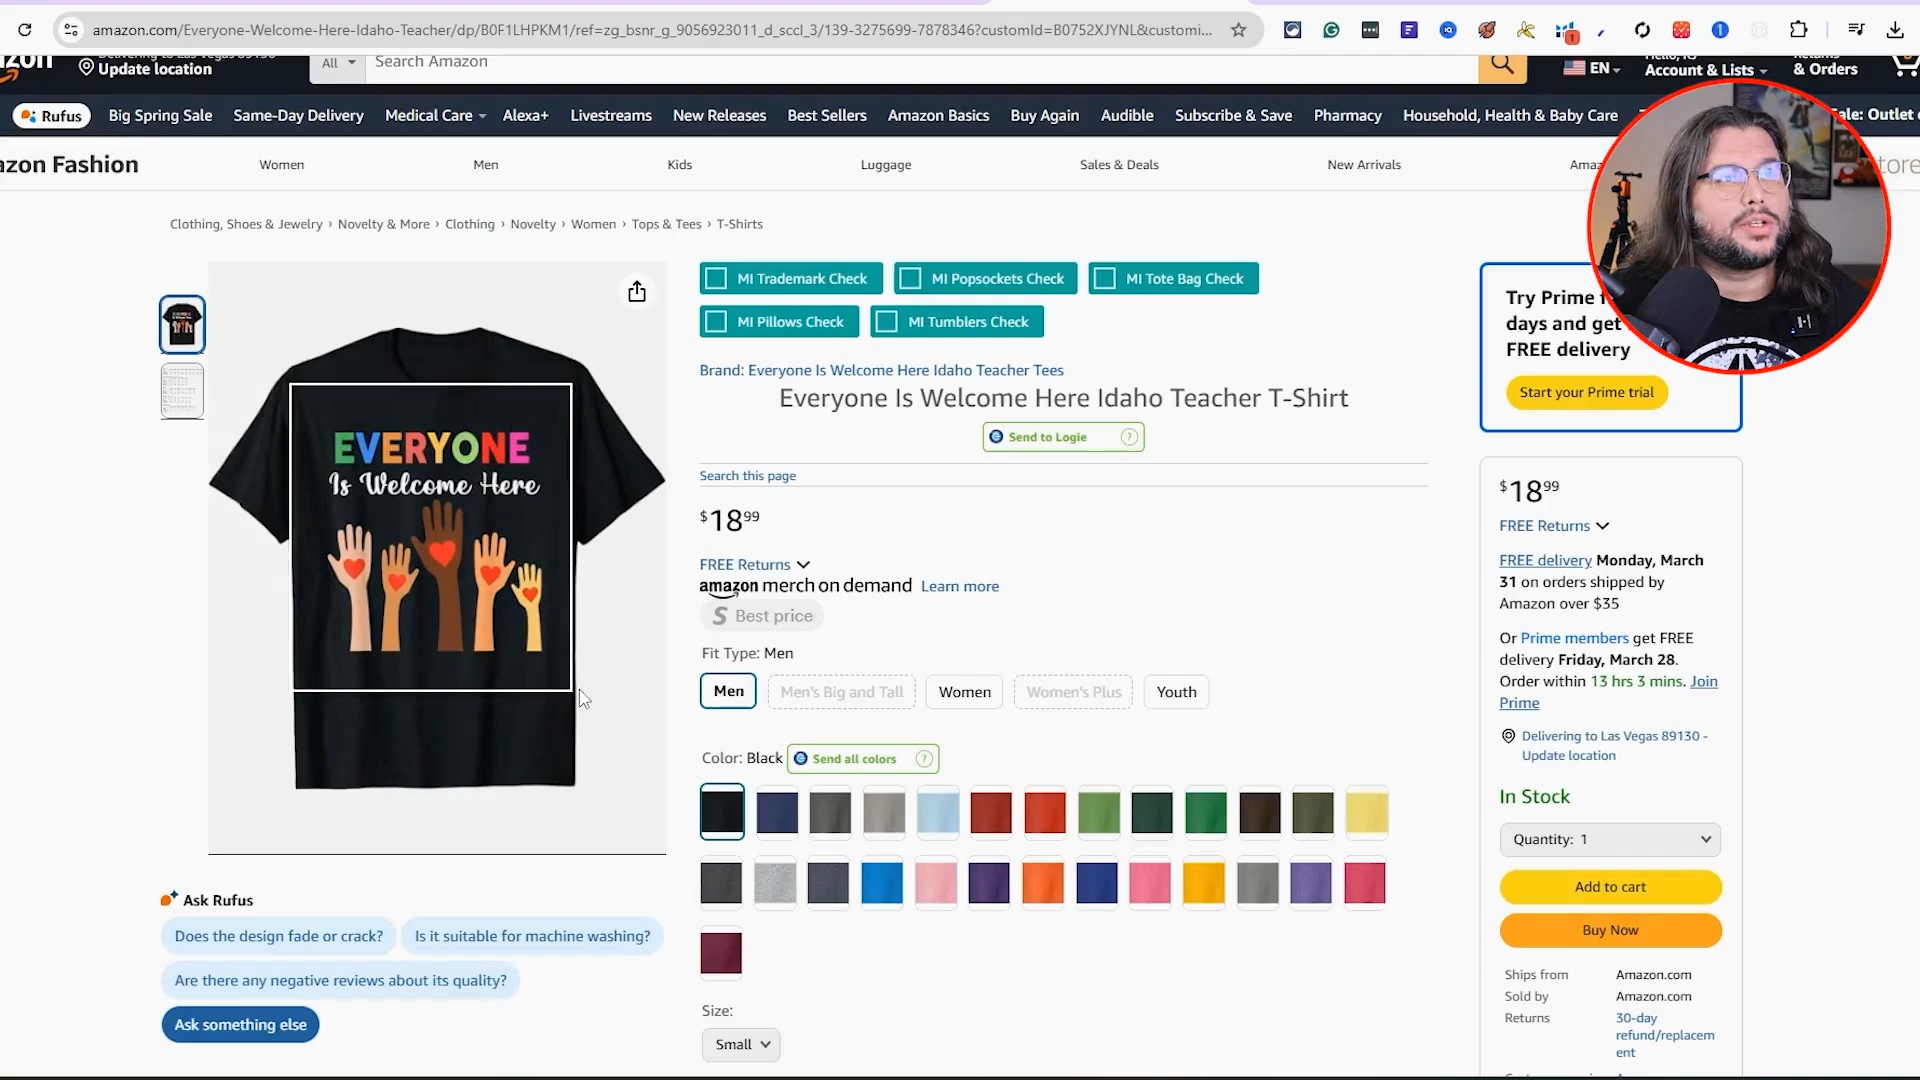 amazon.com/Everyone-Welcome-Here-Idaho-Teacher/dp/B0F1LHPKM1/ref=zg_bsnr_g_9056923011_d_sccl_3/139-3275699-7878346?customId=B0752XJYNL&customi...
1
Update location
All
Search Amazon
EN
Account & Lists
& Orders
Rufus
Big Spring Sale
Same-Day Delivery
Medical Care
Alexa+
Livestreams
New Releases
Best Sellers
Amazon Basics
Buy Again
Audible
Subscribe & Save
Pharmacy
Household, Health & Baby Care
ale: Outlet
azon Fashion
Women
Men
Kids
Luggage
Sales & Deals
New Arrivals
Amaz
tore
Clothing, Shoes & Jewelry › Novelty & More › Clothing › Novelty › Women › Tops & Tees › T-Shirts
EVERYONE
Is Welcome Here
Ask Rufus
Does the design fade or crack?
Is it suitable for machine washing?
Are there any negative reviews about its quality?
Ask something else
MI Trademark Check
MI Popsockets Check
MI Tote Bag Check
MI Pillows Check
MI Tumblers Check
Brand: Everyone Is Welcome Here Idaho Teacher Tees
Everyone Is Welcome Here Idaho Teacher T-Shirt
Send to Logie ?
Search this page
$1899
FREE Returns
amazon merch on demand Learn more
S Best price
Fit Type: Men
Men
Men's Big and Tall
Women
Women's Plus
Youth
Color: Black
Send all colors ?
Size:
Small
Try Prime f
days and get
FREE delivery
Start your Prime trial
$1899
FREE Returns
FREE delivery Monday, March
31 on orders shipped by
Amazon over $35
Or Prime members get FREE
delivery Friday, March 28.
Order within 13 hrs 3 mins. Join
Prime
Delivering to Las Vegas 89130 -
Update location
In Stock
Quantity: 1
Add to cart
Buy Now
Ships from Amazon.com
Sold by Amazon.com
Returns 30-day
refund/replacem
ent